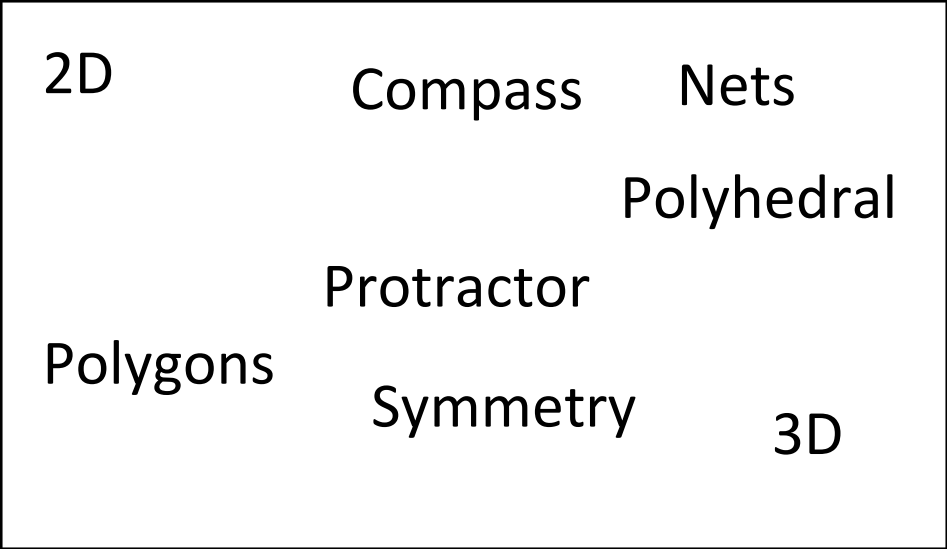 2D
Compass
Nets
Polyhedral
Protractor
Polygons
Symmetry
3D